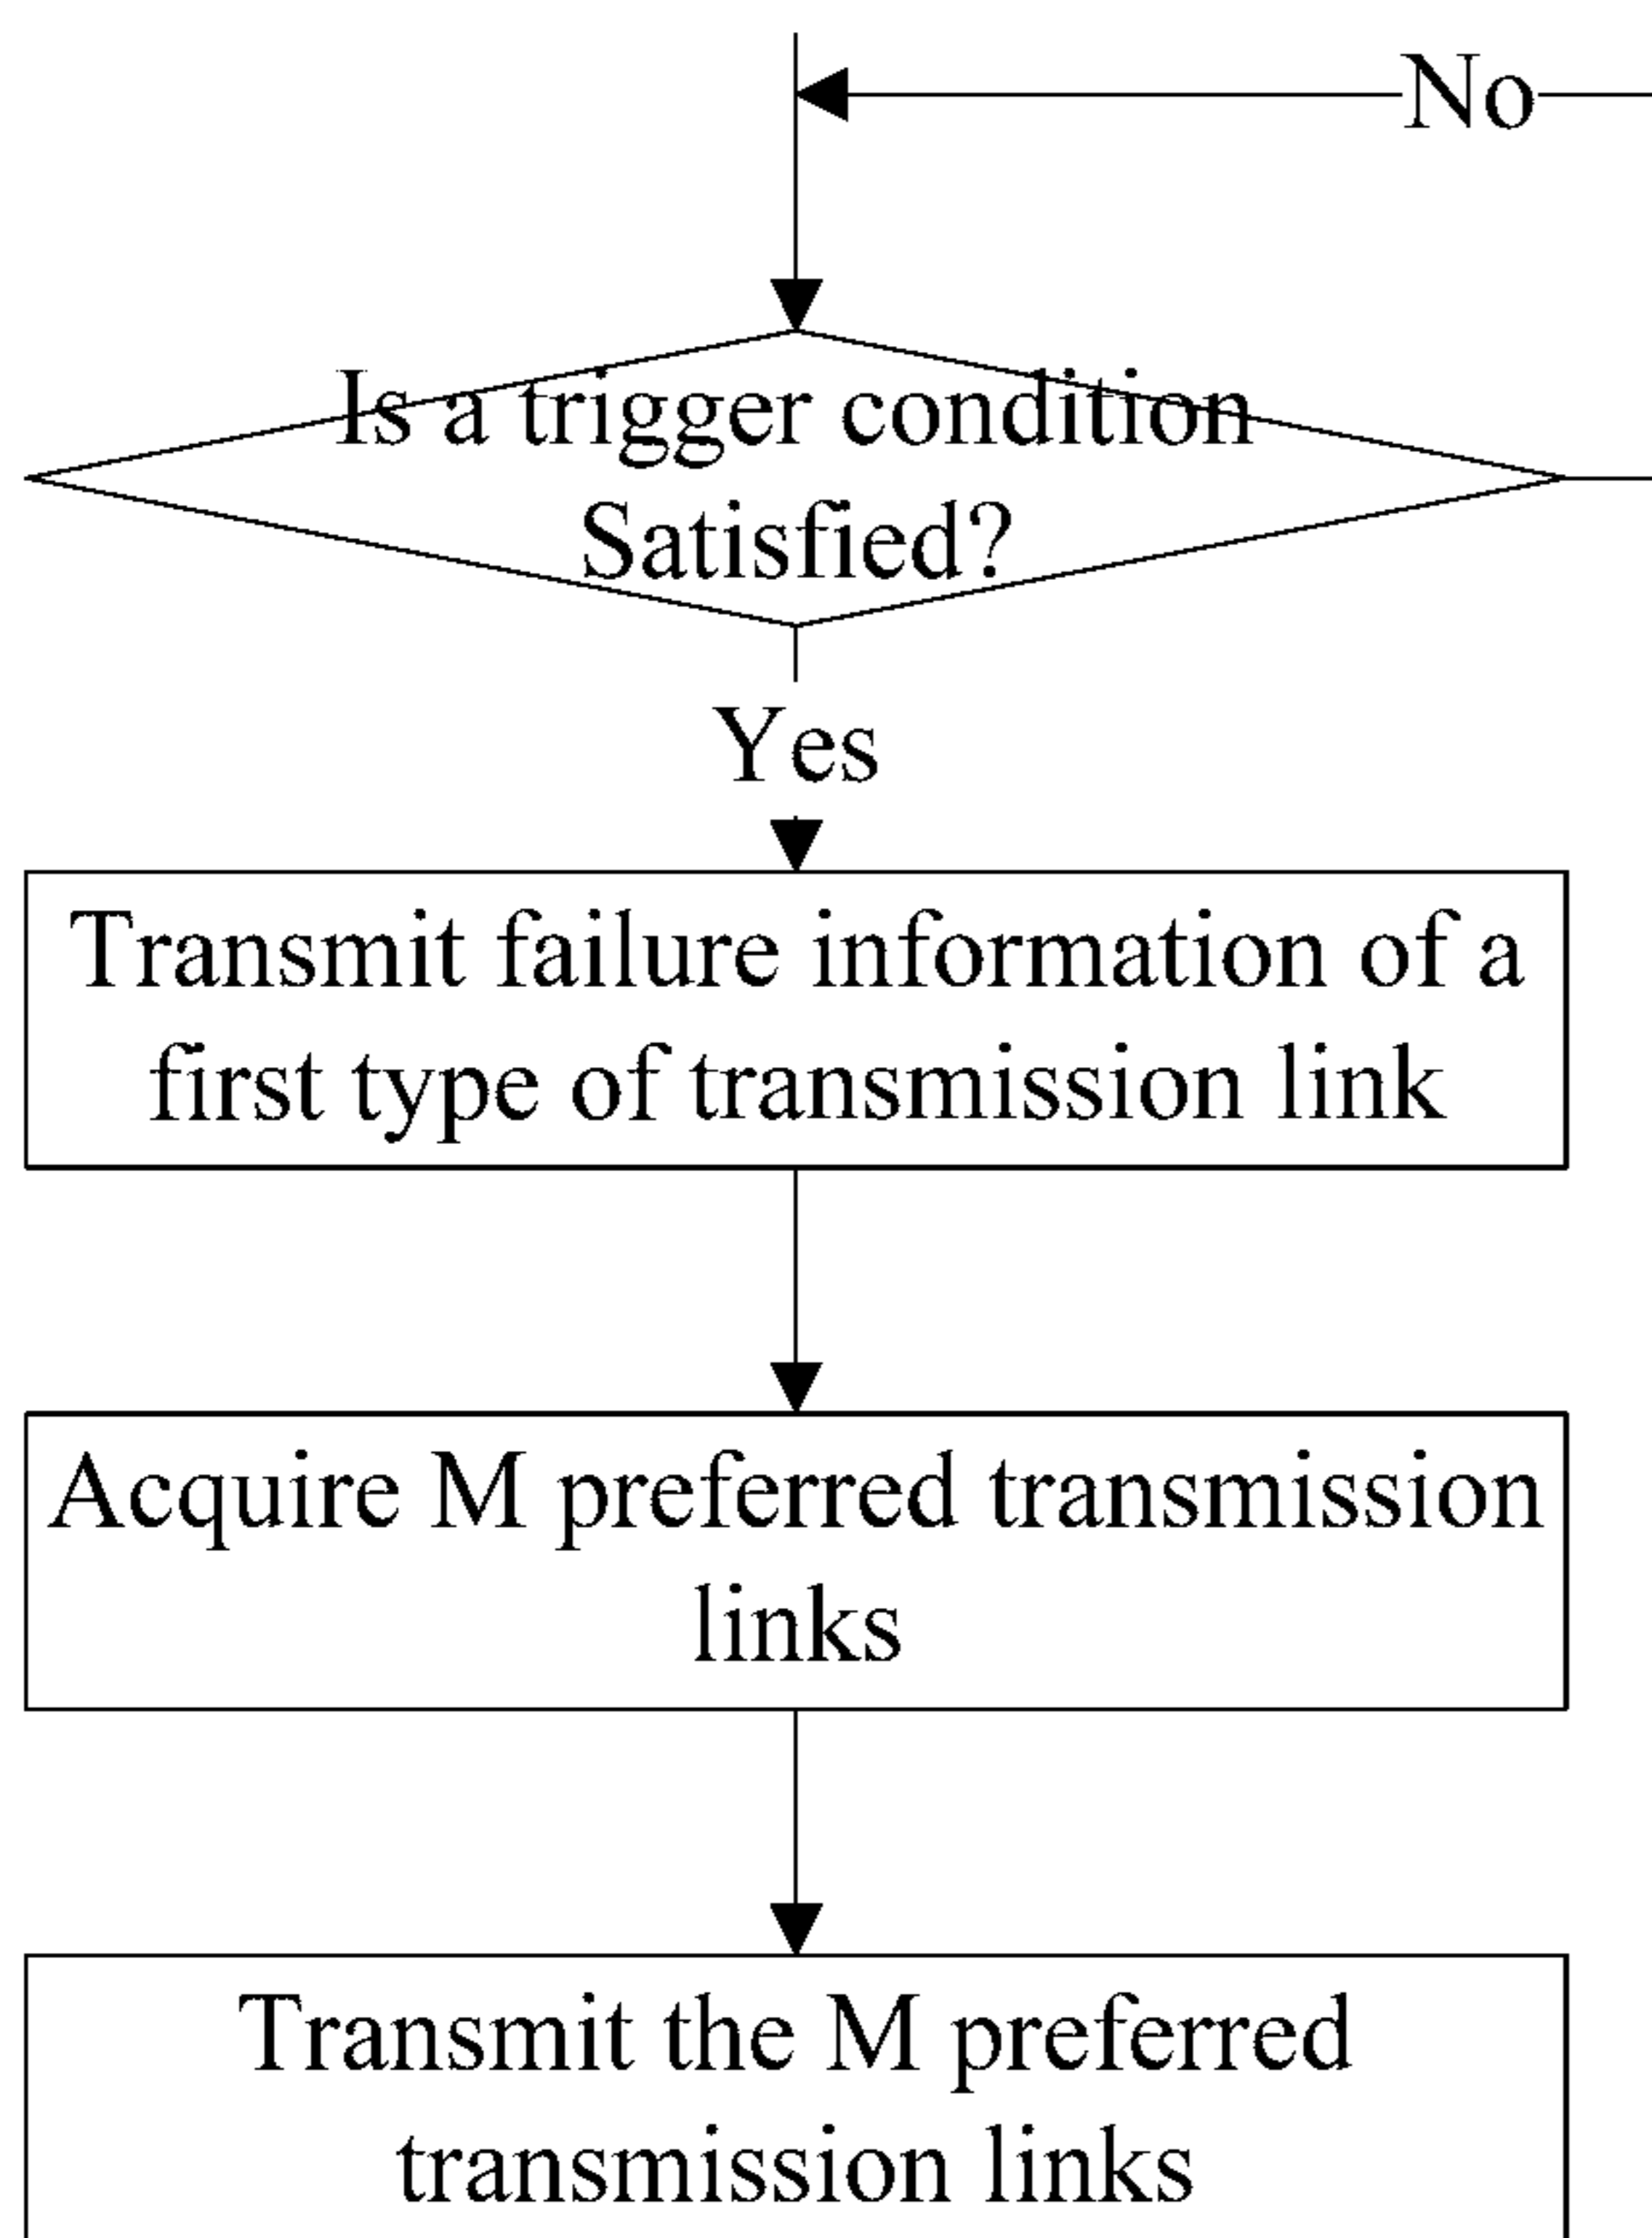 No
Is a trigger condition
Satisfied?
Yes
Transmit failure information of a
first type of transmission link
Acquire M preferred transmission
links
Transmit the M preferred
transmission links